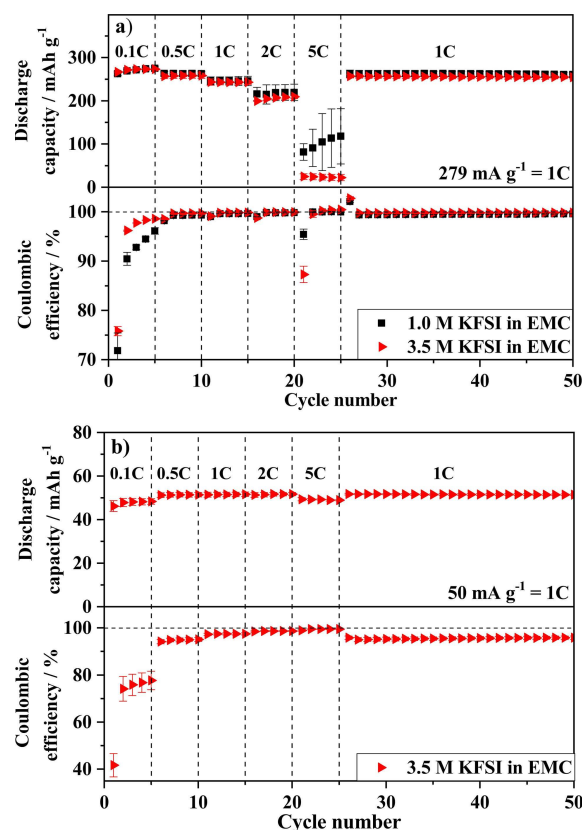 a)
0.1C 0.5C 1C 2C 5C 1C
300
200
100
0
Discharge
capacity / mAh g⁻¹
279 mA g⁻¹ = 1C
100
90
80
70
Coulombic
efficiency / %
1.0 M KFSI in EMC
3.5 M KFSI in EMC
0 10 20 30 40 50
Cycle number
b)
0.1C 0.5C 1C 2C 5C 1C
80
60
40
20
0
Discharge
capacity / mAh g⁻¹
50 mA g⁻¹ = 1C
100
80
60
40
Coulombic
efficiency / %
3.5 M KFSI in EMC
0 10 20 30 40 50
Cycle number